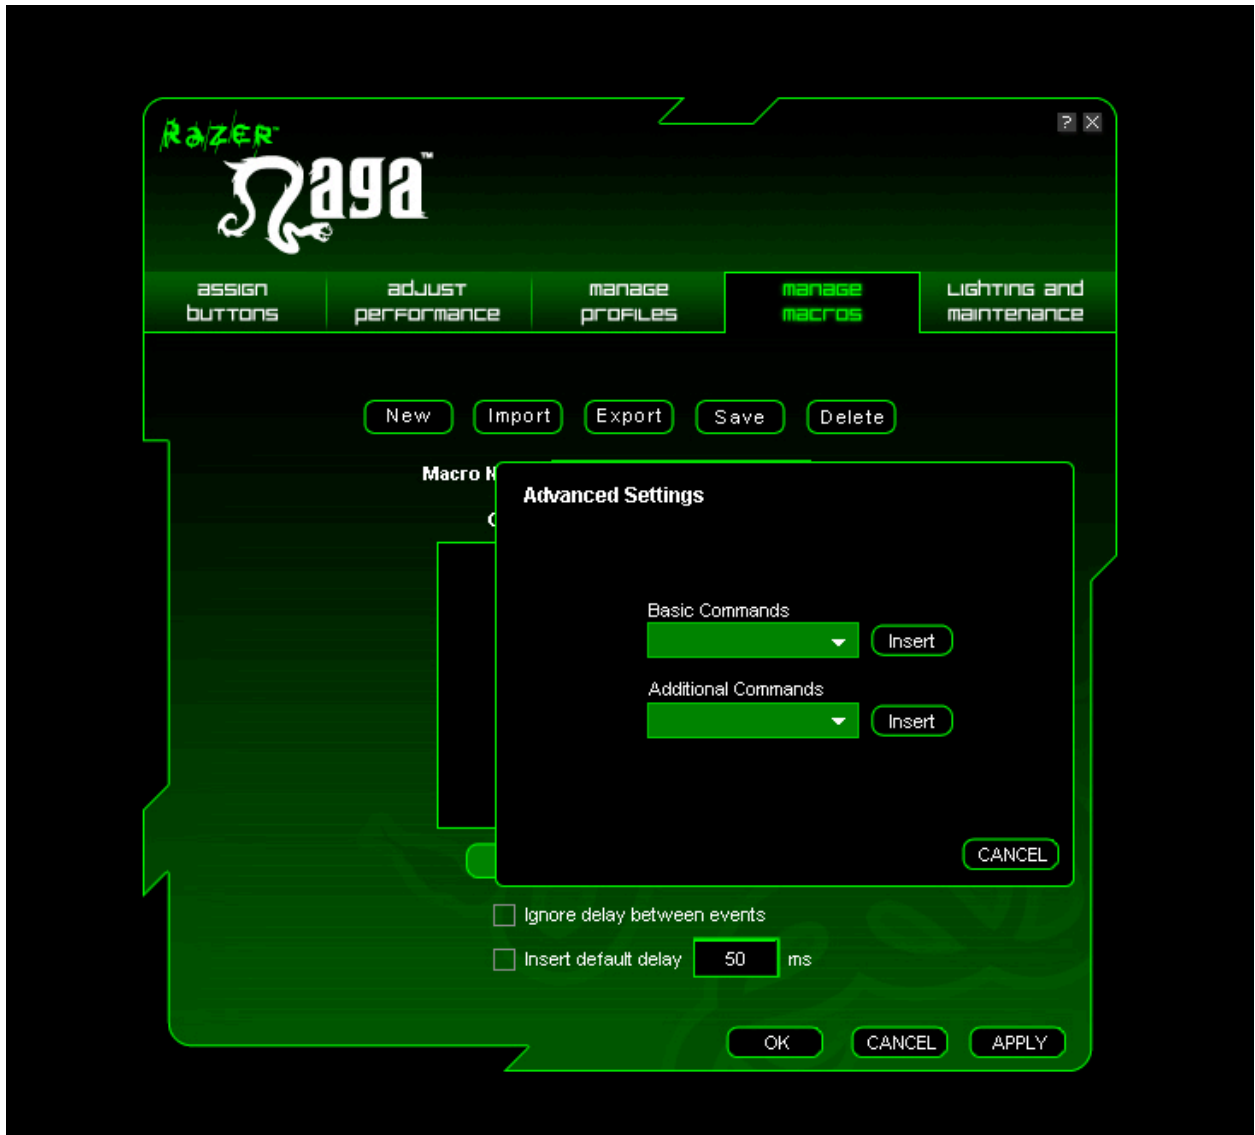 RaZER™
Naga™
? X
assign buttons
adjust performance
manage profiles
manage macros
Lighting and maintenance
New Import Export Save Delete
Macro N
Advanced Settings
Basic Commands
Insert
Additional Commands
Insert
CANCEL
Ignore delay between events
Insert default delay 50 ms
OK CANCEL APPLY